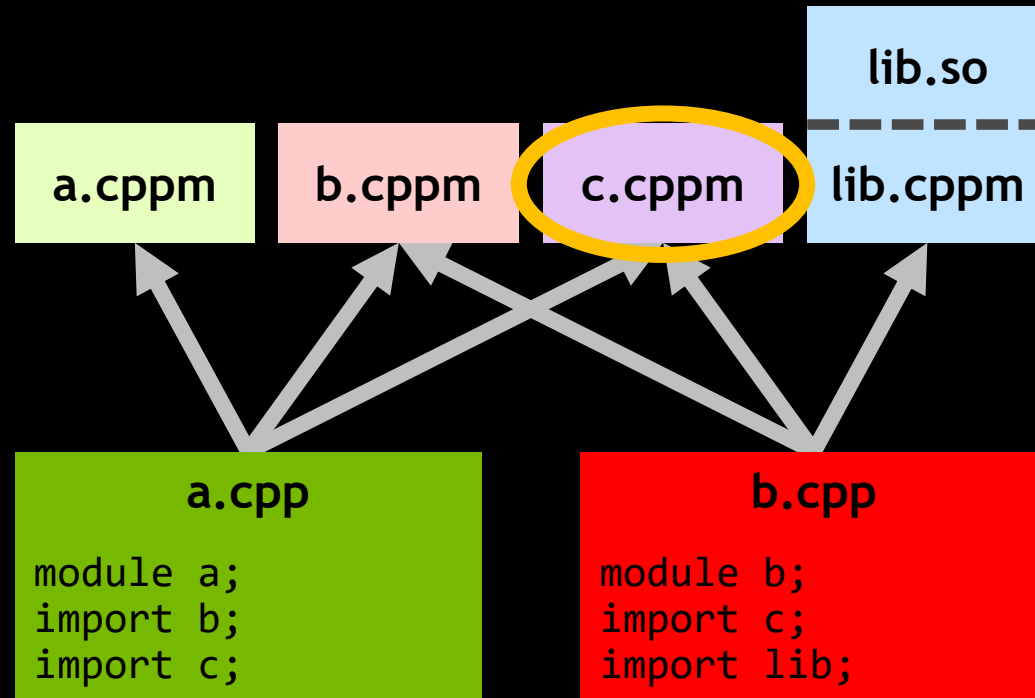 lib.so
a.cppm
b.cppm
c.cppm
lib.cppm
a.cpp
module a;
import b;
import c;
b.cpp
module b;
import c;
import lib;